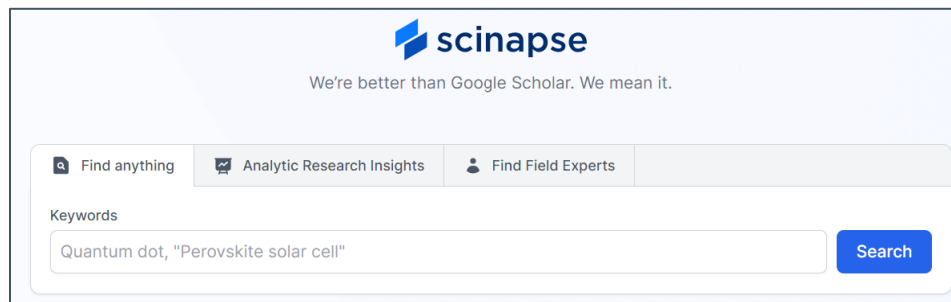 scinapse
We're better than Google Scholar. We mean it.
Find anything
Analytic Research Insights
Find Field Experts
Keywords
Quantum dot, "Perovskite solar cell"
Search